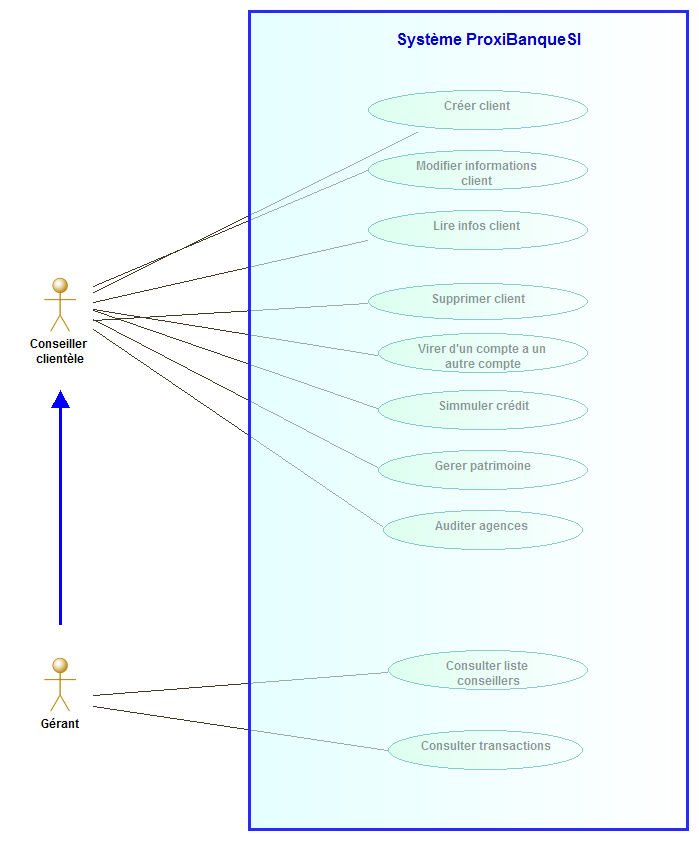 Système ProxiBanqueSI
Créer client
Modifier informations
client
Lire infos client
Supprimer client
Conseiller
clientèle
Virer d'un compte a un
autre compte
Simmuler crédit
Gerer patrimoine
Auditer agences
Consulter liste
conseillers
Gérant
Consulter transactions